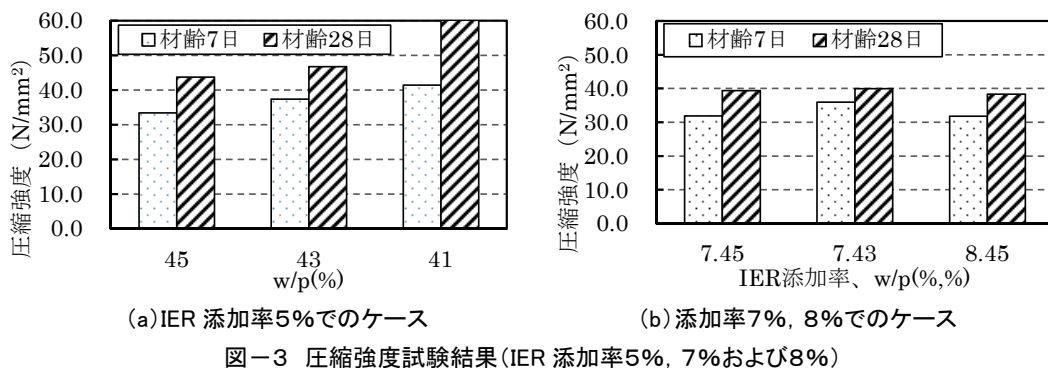 60.0
50.0
40.0
30.0
20.0
10.0
0.0
圧縮強度 (N/mm²)
材齢7日 材齢28日
45 43 41
w/p(%)
(a)IER 添加率5%でのケース
60.0
50.0
40.0
30.0
20.0
10.0
0.0
圧縮強度 (N/mm²)
材齢7日 材齢28日
7.45 7.43 8.45
IER添加率、w/p(%,%)
(b)添加率7%, 8%でのケース
図-3 圧縮強度試験結果(IER 添加率5%, 7%および8%)